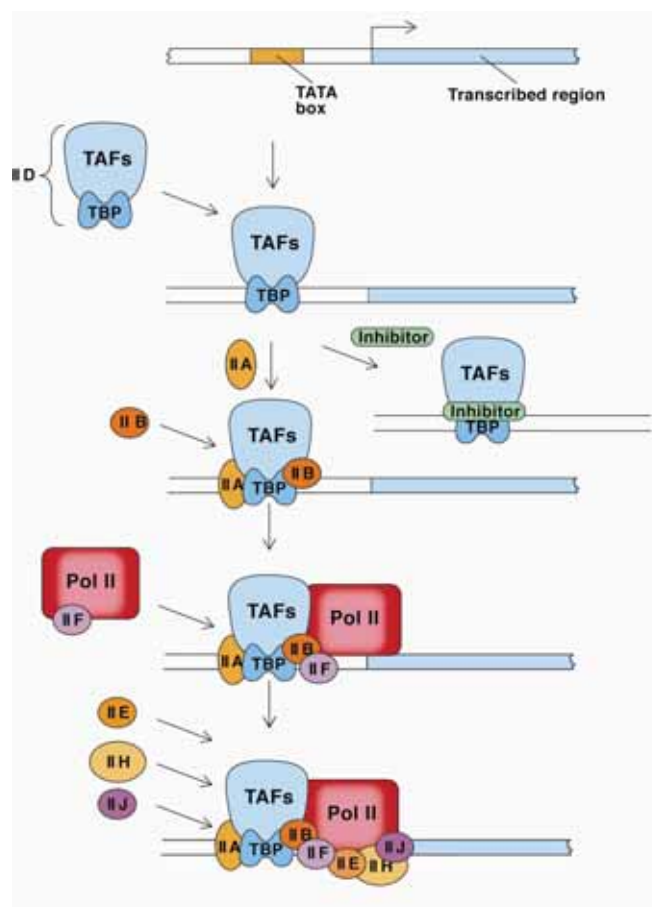 TATA
box
Transcribed region
II D
TAFs
TBP
TAFs
TBP
Inhibitor
II A
TAFs
Inhibitor
TBP
II B
TAFs
II A
TBP
II B
Pol II
II F
TAFs
Pol II
II A
TBP
II B
II F
II E
II H
II J
TAFs
Pol II
II A
TBP
II B
II F
II E
II H
II J